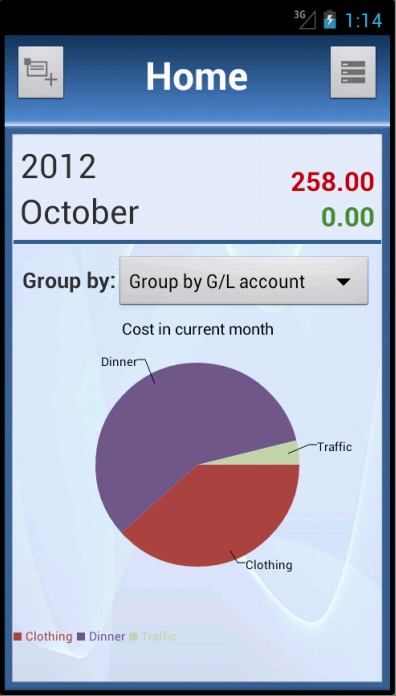 3G 1:14
Home
2012
October
258.00
0.00
Group by: Group by G/L account
Cost in current month
Dinner
Traffic
Clothing
Clothing Dinner Traffic